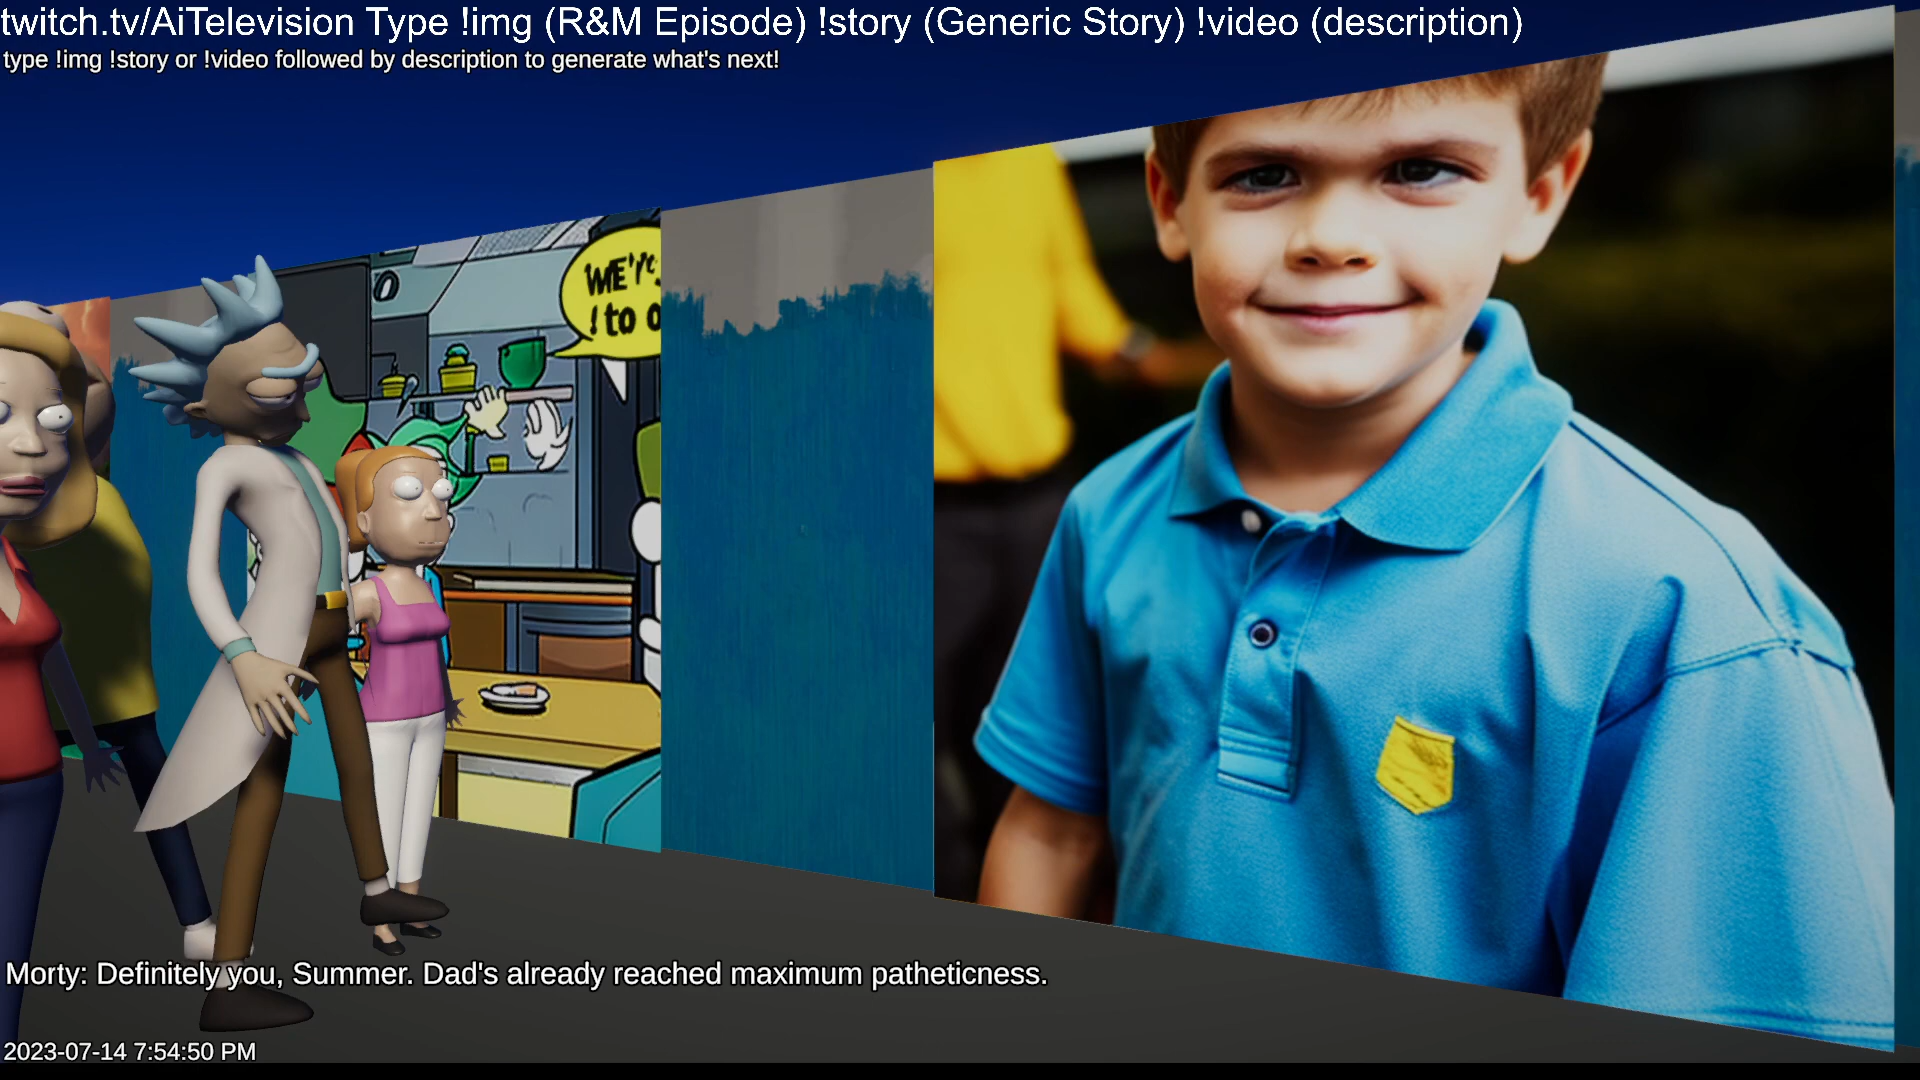 twitch.tv/AiTelevision Type !img (R&M Episode) !story (Generic Story) !video (description)
type !img !story or !video followed by description to generate what's next!
! to
Morty: Definitely you, Summer. Dad's already reached maximum patheticness.
2023-07-14 7:54:50 PM